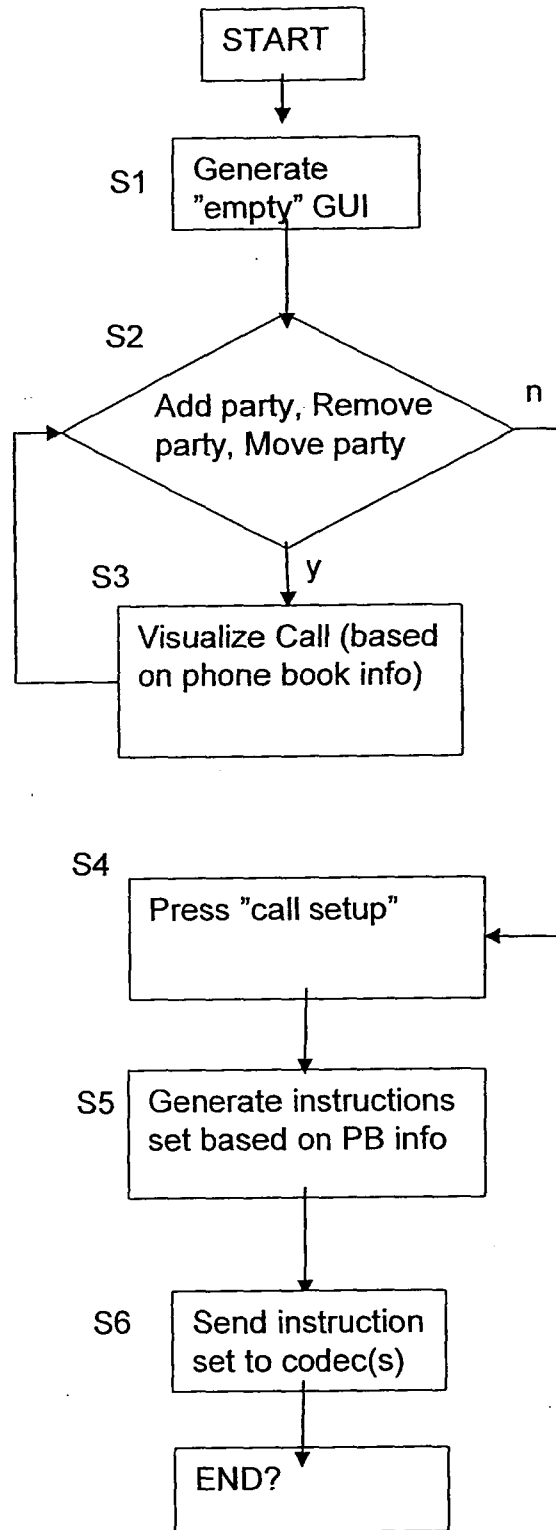 START
S1
Generate
"empty" GUI
S2
Add party, Remove
party, Move party
n
y
S3
Visualize Call (based
on phone book info)
S4
Press "call setup"
S5
Generate instructions
set based on PB info
S6
Send instruction
set to codec(s)
END?